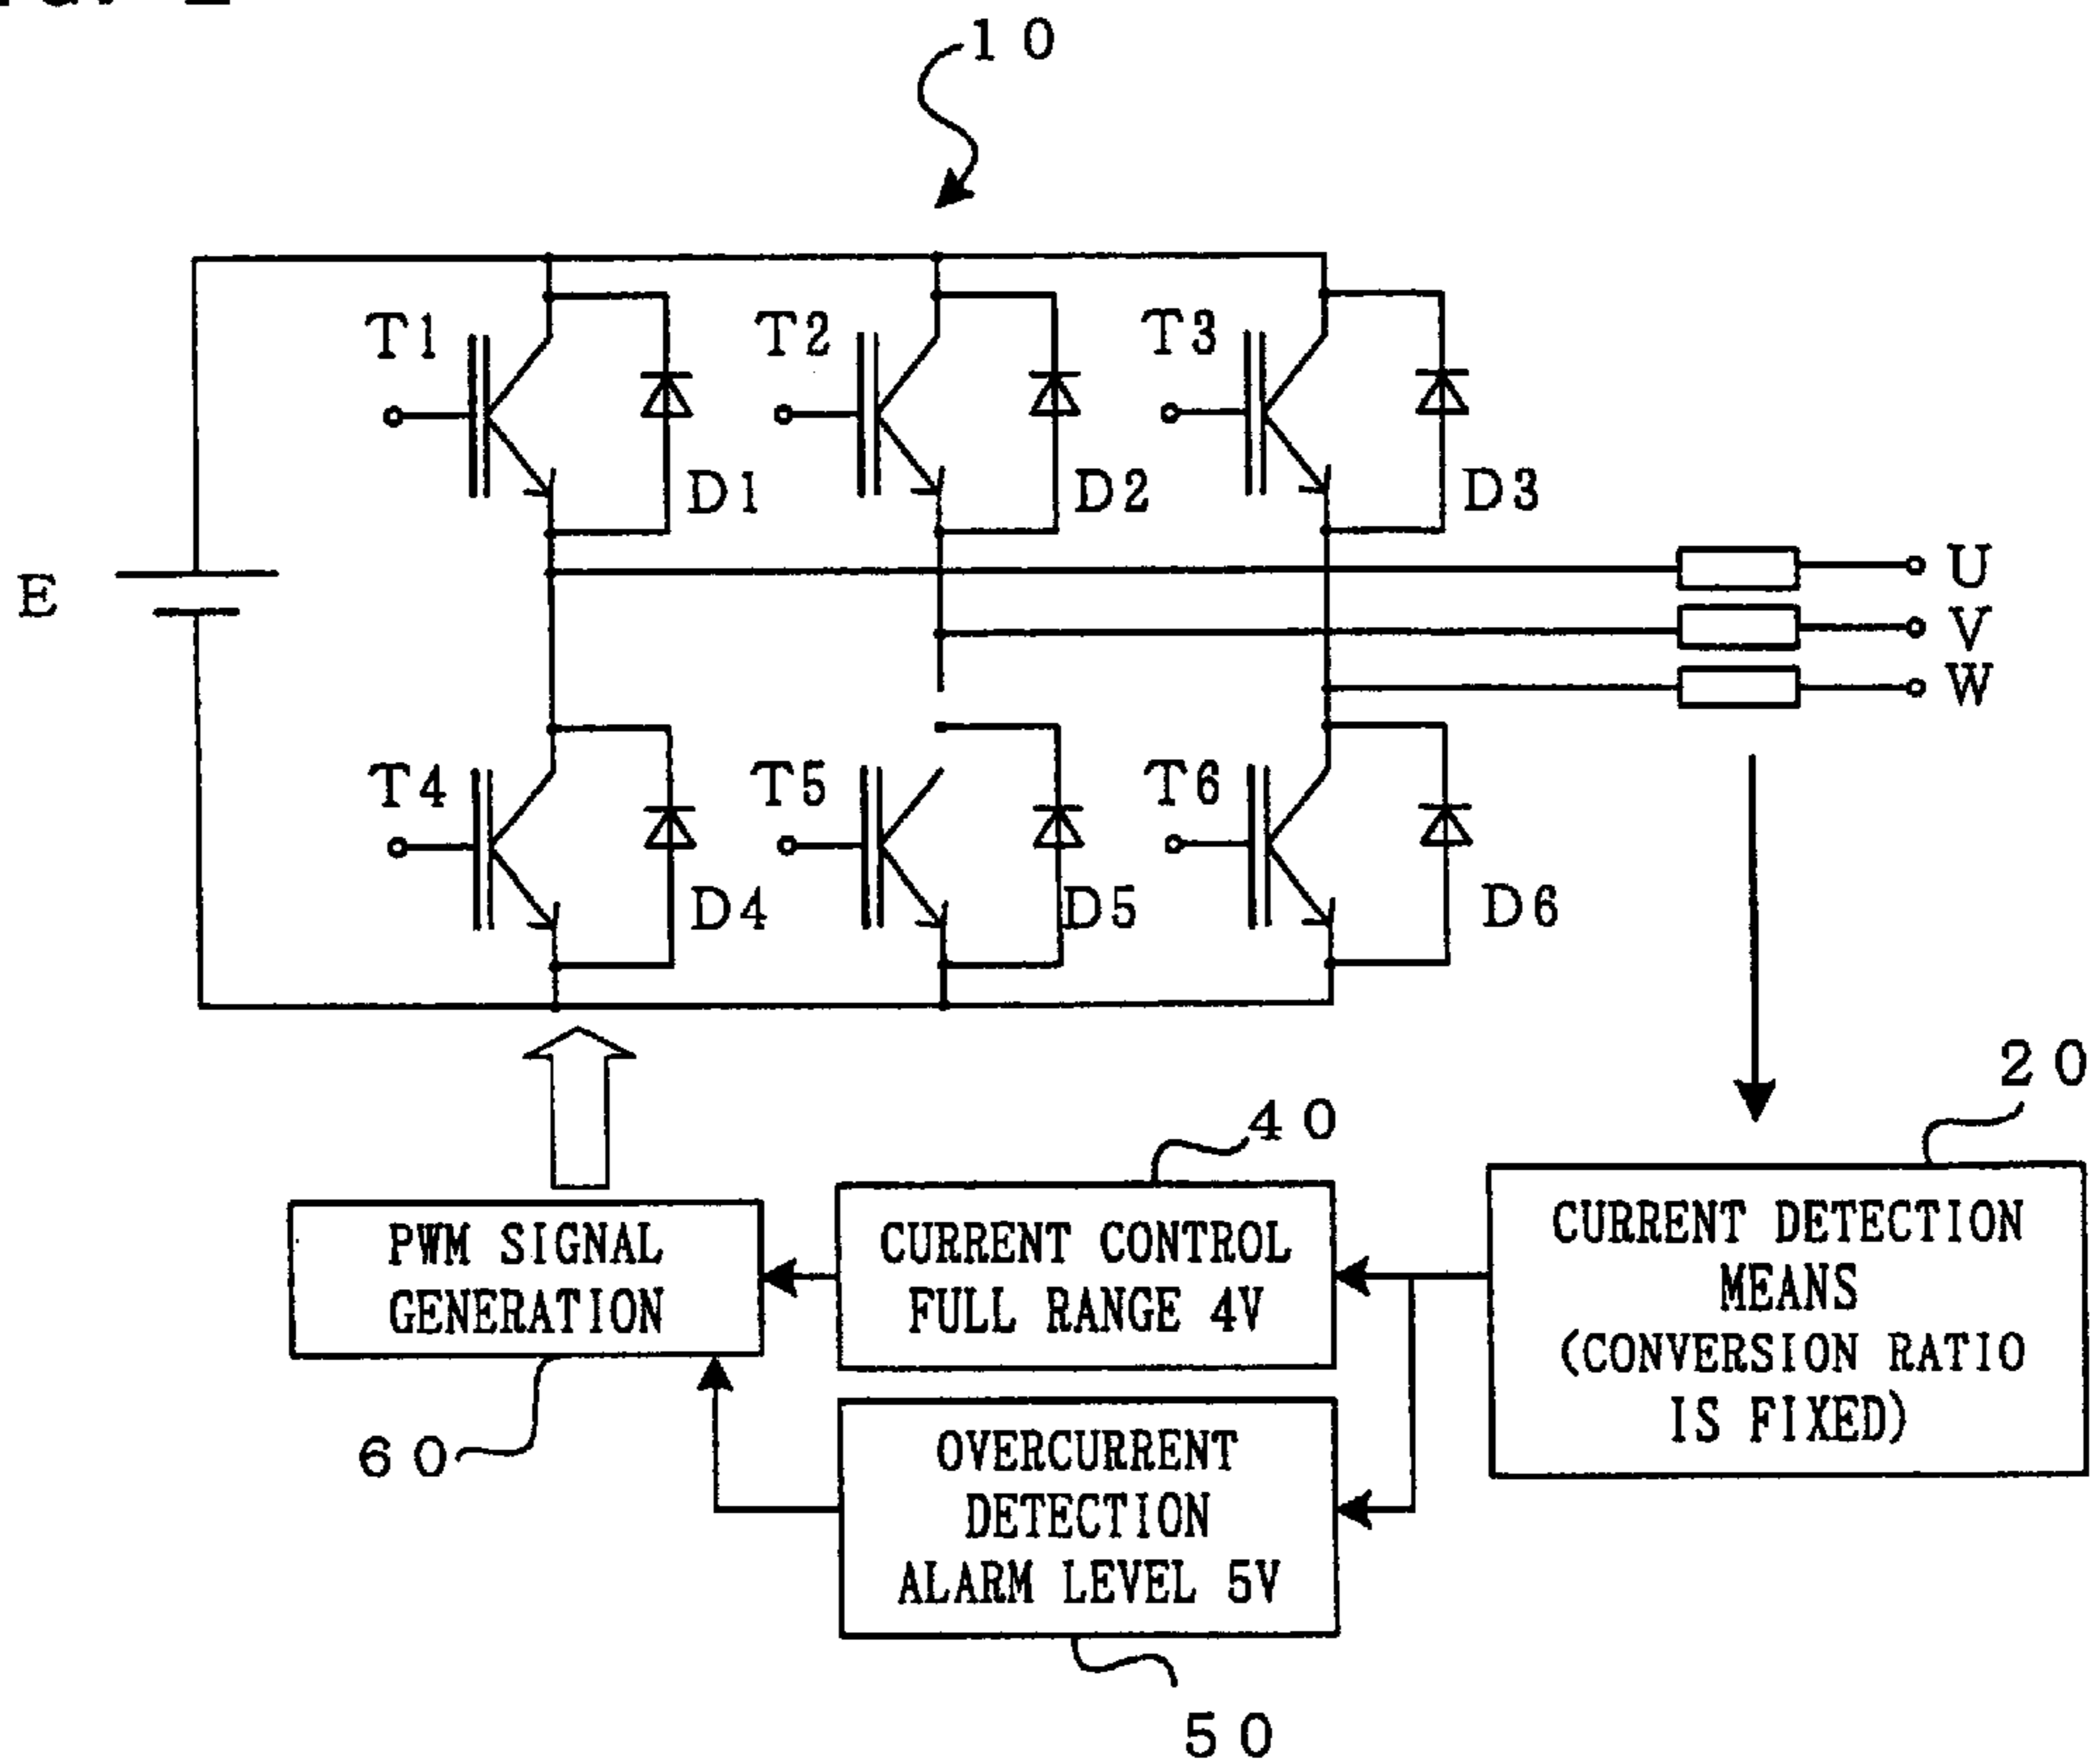 10
T1
T2
T3
D1
D2
D3
E
U
V
W
T4
T5
T6
D4
D5
D6
20
40
PWM SIGNAL
GENERATION
CURRENT CONTROL
FULL RANGE 4V
CURRENT DETECTION
MEANS
(CONVERSION RATIO
IS FIXED)
60
OVERCURRENT
DETECTION
ALARM LEVEL 5V
50